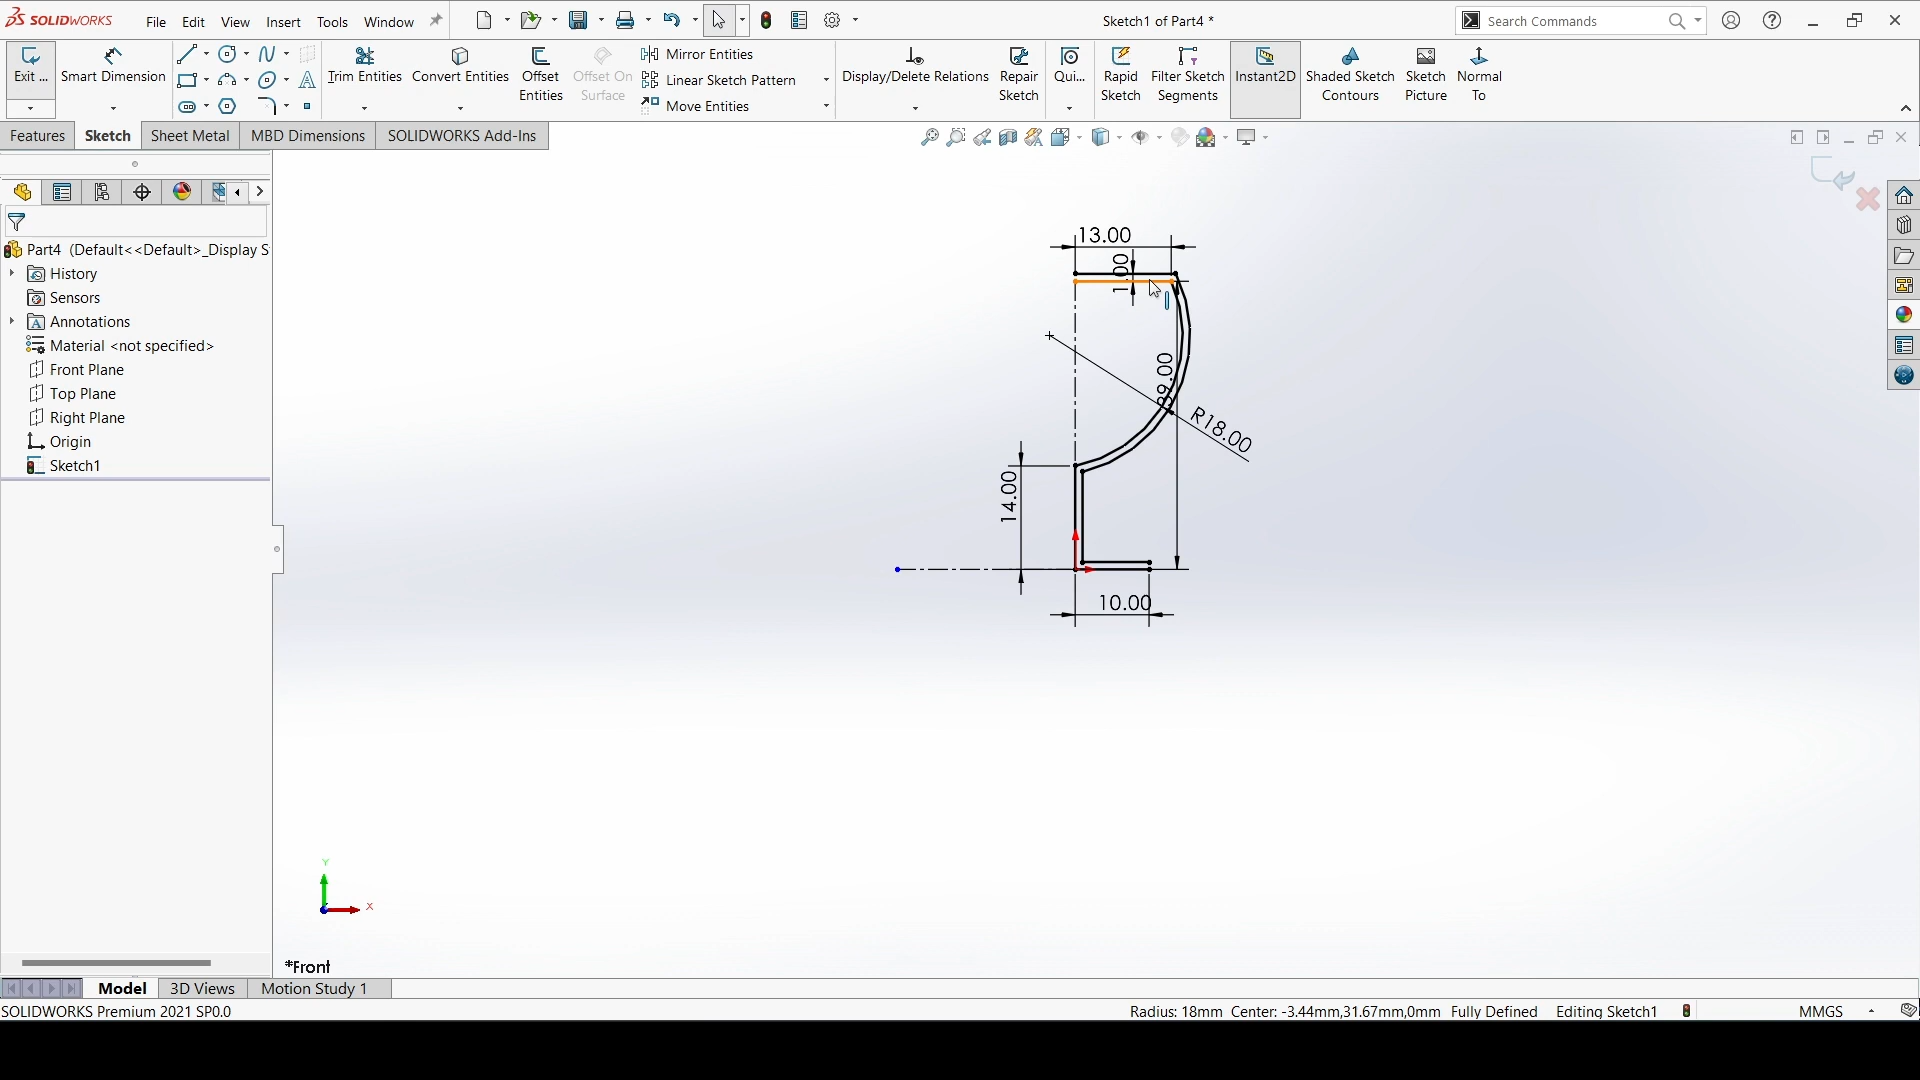 SOLIDWORKS File Edit View Insert Tools Window
Sketch1 of Part4 *
Search Commands
Exit ...
Smart Dimension
Trim Entities
Convert Entities
Offset
Entities
Offset On
Surface
Mirror Entities
Linear Sketch Pattern
Move Entities
Display/Delete Relations
Repair
Sketch
Qui...
Rapid
Sketch
Filter Sketch
Segments
Instant2D
Shaded Sketch
Contours
Sketch
Picture
Normal
To
Features Sketch Sheet Metal MBD Dimensions SOLIDWORKS Add-Ins
Part4 (Default<<Default>_Display S
History
Sensors
Annotations
Material <not specified>
Front Plane
Top Plane
Right Plane
Origin
Sketch1
13.00
1.00
39.00
R18.00
14.00
10.00
Y
X
*Front
Model 3D Views Motion Study 1
SOLIDWORKS Premium 2021 SP0.0
Radius: 18mm Center: -3.44mm,31.67mm,0mm Fully Defined Editing Sketch1 MMGS